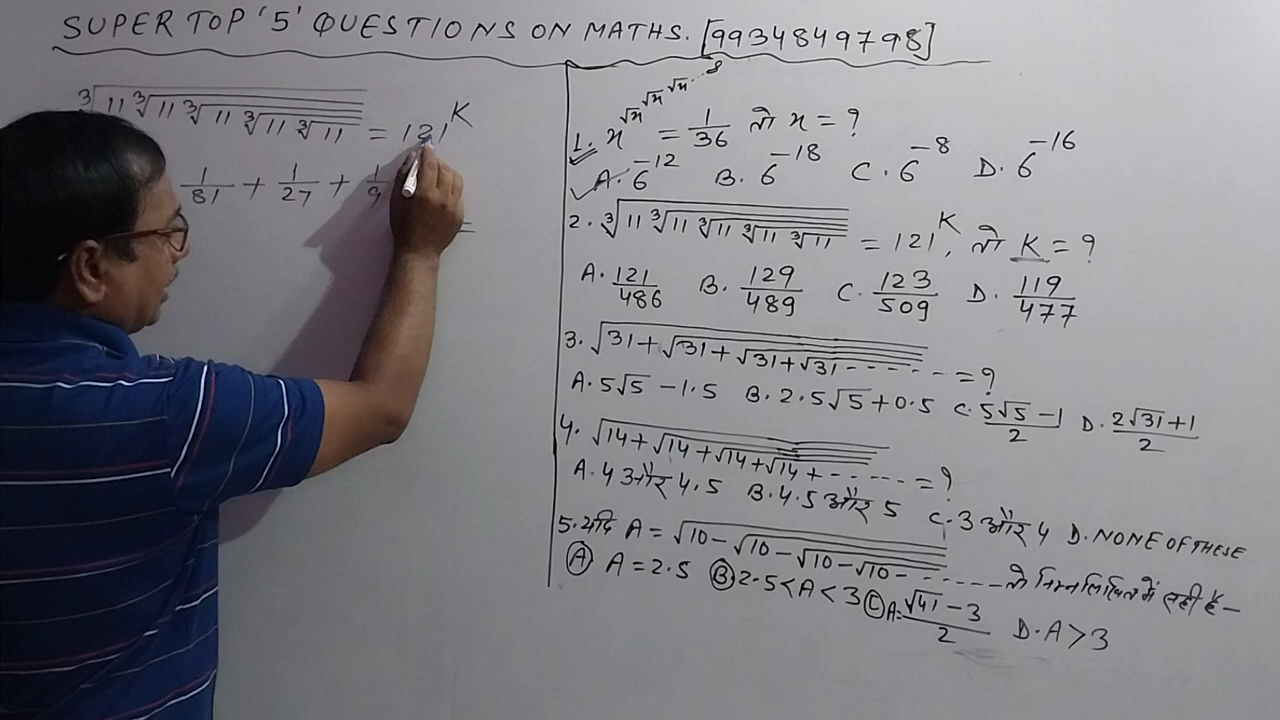 SUPER TOP '5' QUESTIONS ON MATHS. [9934849798]
∛11∛11∛11∛11∛11 = 121^K
1/81 + 1/27 + 1/9
=
1. x^√x^√x^√x^...∞ = 1/36 तो x = ?
A. 6^-12 B. 6^-18 C. 6^-8 D. 6^-16
2. ∛11∛11∛11∛11∛11 = 121^K, तो K = ?
A. 121/486 B. 129/489 C. 123/509 D. 119/477
3. √31+√31+√31+√31------ = ?
A. 5√5 - 1.5 B. 2.5√5 + 0.5 C. (5√5 - 1)/2 D. (2√31 + 1)/2
4. √14+√14+√14+√14+------ = ?
A. 4 और 4.5 B. 4.5 और 5 C. 3 और 4 D. NONE OF THESE
5. यदि A = √10-√10-√10-√10------- तो निम्नलिखित में सही है-
(A) A = 2.5 (B) 2.5 < A < 3 (C) A = (√41 - 3)/2 D. A > 3